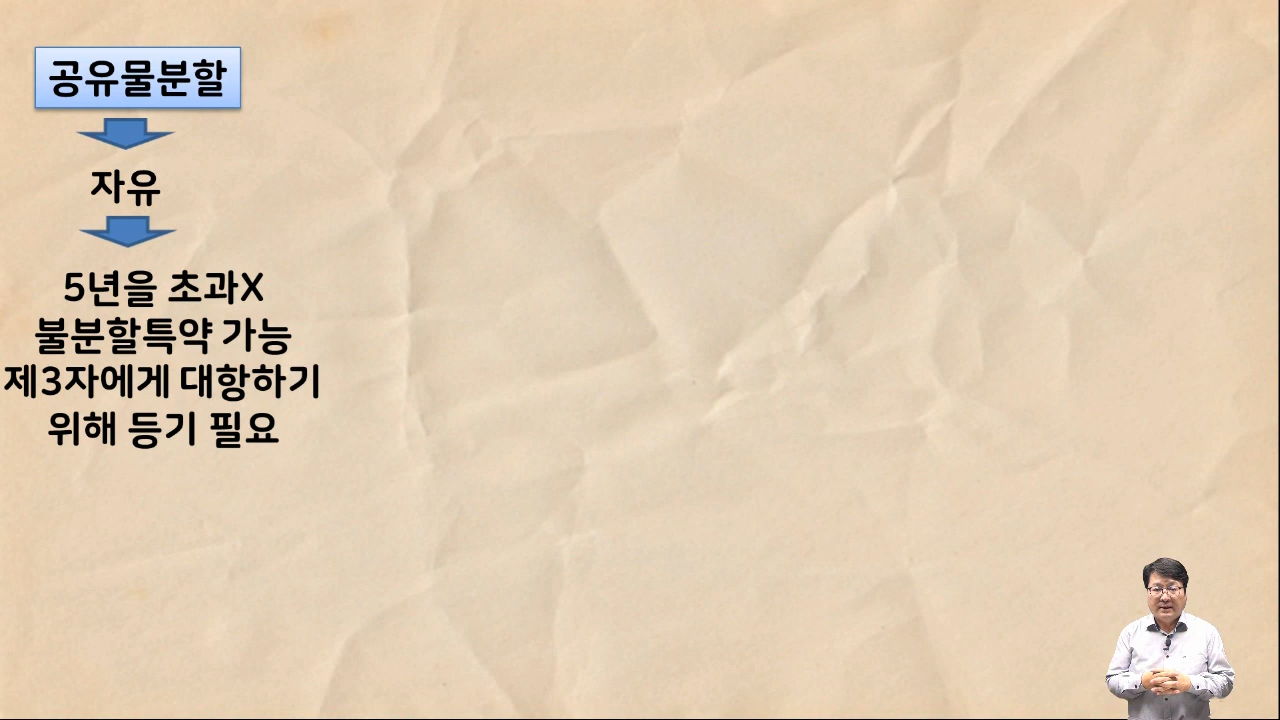 공유물분할
자유
5년을 초과X
불분할특약 가능
제3자에게 대항하기
위해 등기 필요